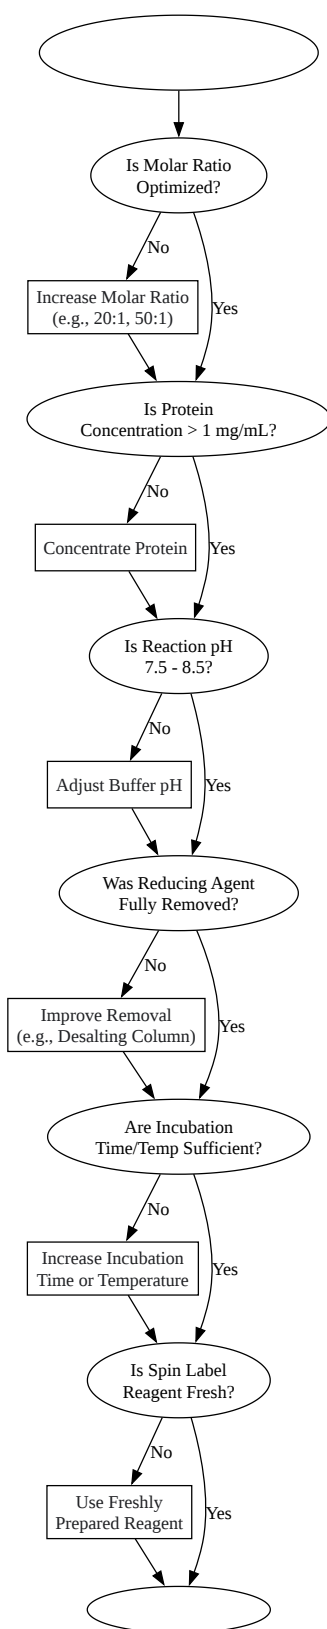 Is Molar Ratio
Optimized?
No
Increase Molar Ratio
(e.g., 20:1, 50:1)
Yes
Is Protein
Concentration > 1 mg/mL?
No
Concentrate Protein
Yes
Is Reaction pH
7.5 - 8.5?
No
Adjust Buffer pH
Yes
Was Reducing Agent
Fully Removed?
No
Improve Removal
(e.g., Desalting Column)
Yes
Are Incubation
Time/Temp Sufficient?
No
Increase Incubation
Time or Temperature
Yes
Is Spin Label
Reagent Fresh?
No
Use Freshly
Prepared Reagent
Yes